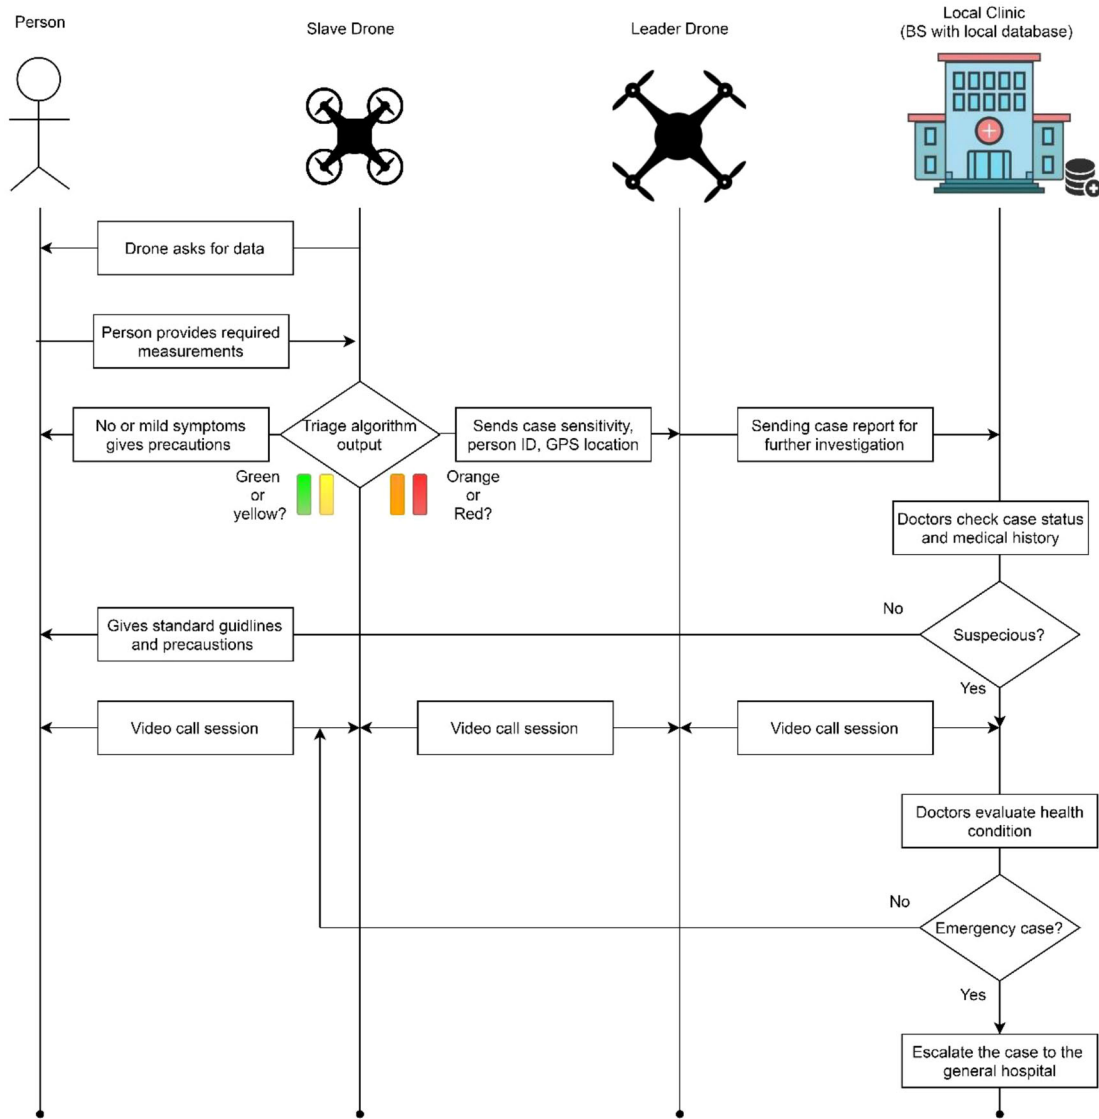 Person
Slave Drone
Leader Drone
Local Clinic
(BS with local database)
Drone asks for data
Person provides required
measurements
No or mild symptoms
gives precautions
Triage algorithm
output
Sends case sensitivity,
person ID, GPS location
Sending case report for
further investigation
Green
or
yellow?
Orange
or
Red?
Doctors check case status
and medical history
No
Gives standard guidlines
and precaustions
Suspecious?
Yes
Video call session
Video call session
Video call session
Doctors evaluate health
condition
No
Emergency case?
Yes
Escalate the case to the
general hospital